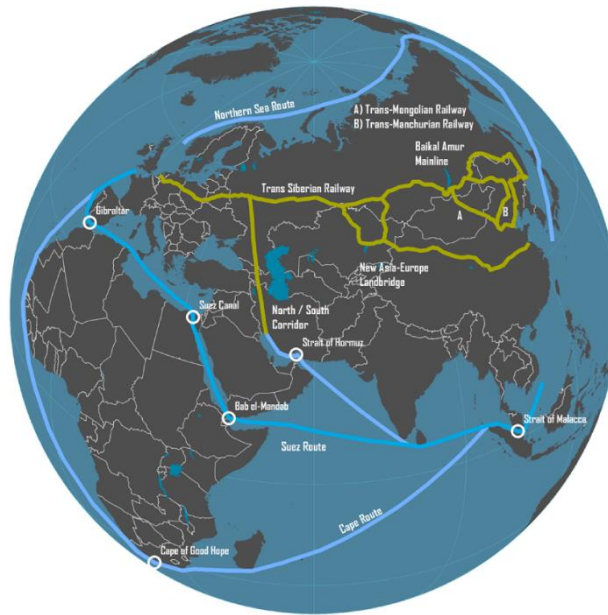 Northern Sea Route
A) Trans-Mongolian Railway
B) Trans-Manchurian Railway
Baikal Amur
Mainline
Trans Siberian Railway
A
B
Gibraltar
New Asia-Europe
Landbridge
Suez Canal
North / South
Corridor
Strait of Hormuz
Bab el-Mandab
Strait of Malacca
Suez Route
Cape Route
Cape of Good Hope